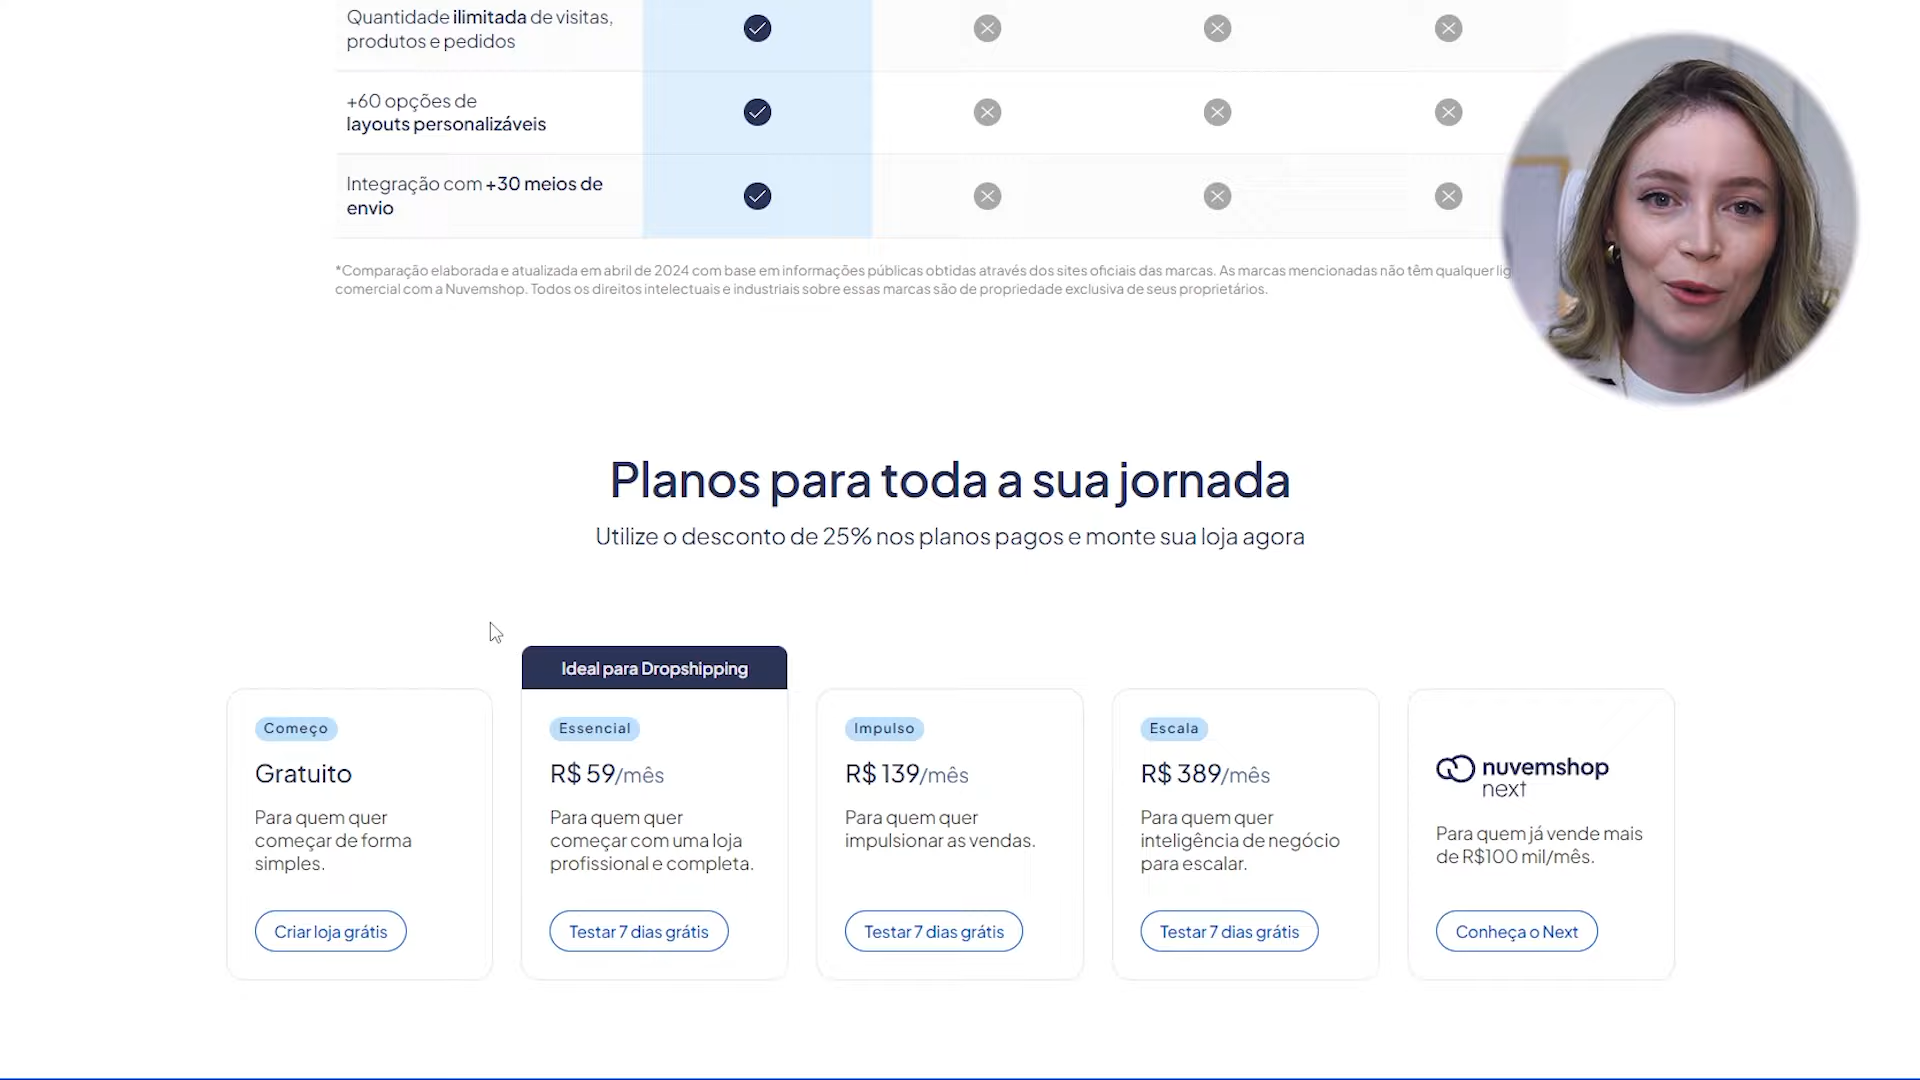 Quantidade ilimitada de visitas,
produtos e pedidos
+60 opções de
layouts personalizáveis
Integração com +30 meios de
envio
*Comparação elaborada e atualizada em abril de 2024 com base em informações públicas obtidas através dos sites oficiais das marcas. As marcas mencionadas não têm qualquer lig
comercial com a Nuvemshop. Todos os direitos intelectuais e industriais sobre essas marcas são de propriedade exclusiva de seus proprietários.
Planos para toda a sua jornada
Utilize o desconto de 25% nos planos pagos e monte sua loja agora
Começo
Gratuito
Para quem quer
começar de forma
simples.
Criar loja grátis
Ideal para Dropshipping
Essencial
R$ 59/mês
Para quem quer
começar com uma loja
profissional e completa.
Testar 7 dias grátis
Impulso
R$ 139/mês
Para quem quer
impulsionar as vendas.
Testar 7 dias grátis
Escala
R$ 389/mês
Para quem quer
inteligência de negócio
para escalar.
Testar 7 dias grátis
nuvemshop
next
Para quem já vende mais
de R$100 mil/mês.
Conheça o Next